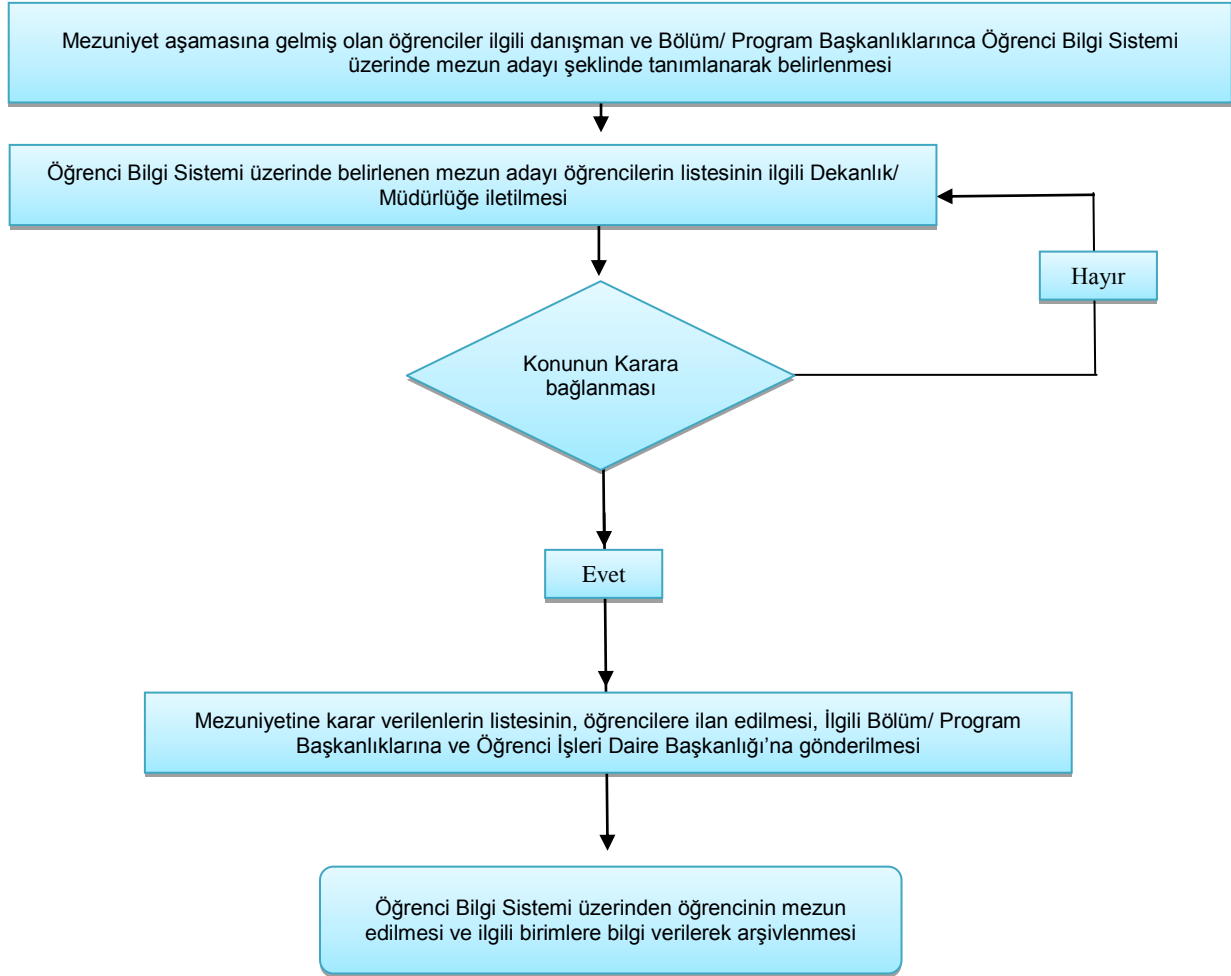 Mezuniyet aşamasına gelmiş olan öğrenciler ilgili danışman ve Bölüm/ Program Başkanlıklarınca Öğrenci Bilgi Sistemi
üzerinde mezun adayı şeklinde tanımlanarak belirlenmesi
Öğrenci Bilgi Sistemi üzerinde belirlenen mezun adayı öğrencilerin listesinin ilgili Dekanlık/
Müdürlüğe iletilmesi
Hayır
Konunun Karara
bağlanması
Evet
Mezuniyetine karar verilenlerin listesinin, öğrencilere ilan edilmesi, İlgili Bölüm/ Program
Başkanlıklarına ve Öğrenci İşleri Daire Başkanlığı’na gönderilmesi
Öğrenci Bilgi Sistemi üzerinden öğrencinin mezun
edilmesi ve ilgili birimlere bilgi verilerek arşivlenmesi